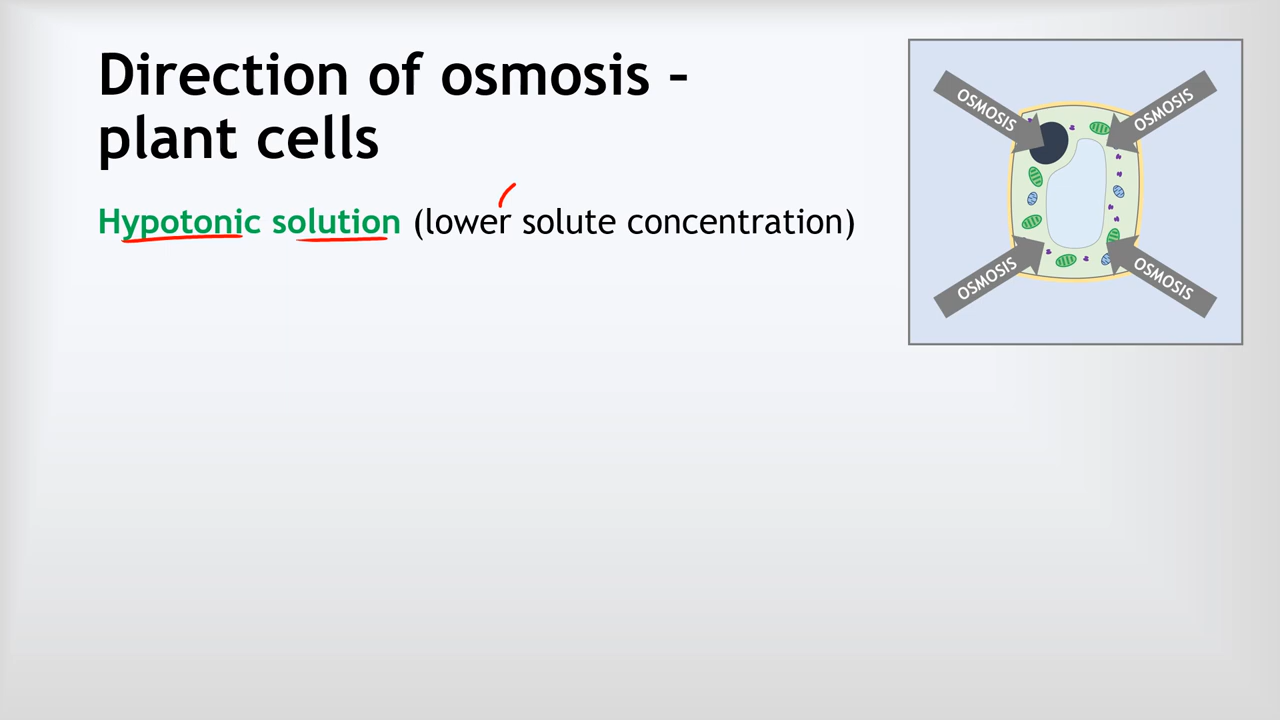 Direction of osmosis –
plant cells
Hypotonic solution (lower solute concentration)
OSMOSIS
OSMOSIS
OSMOSIS
OSMOSIS